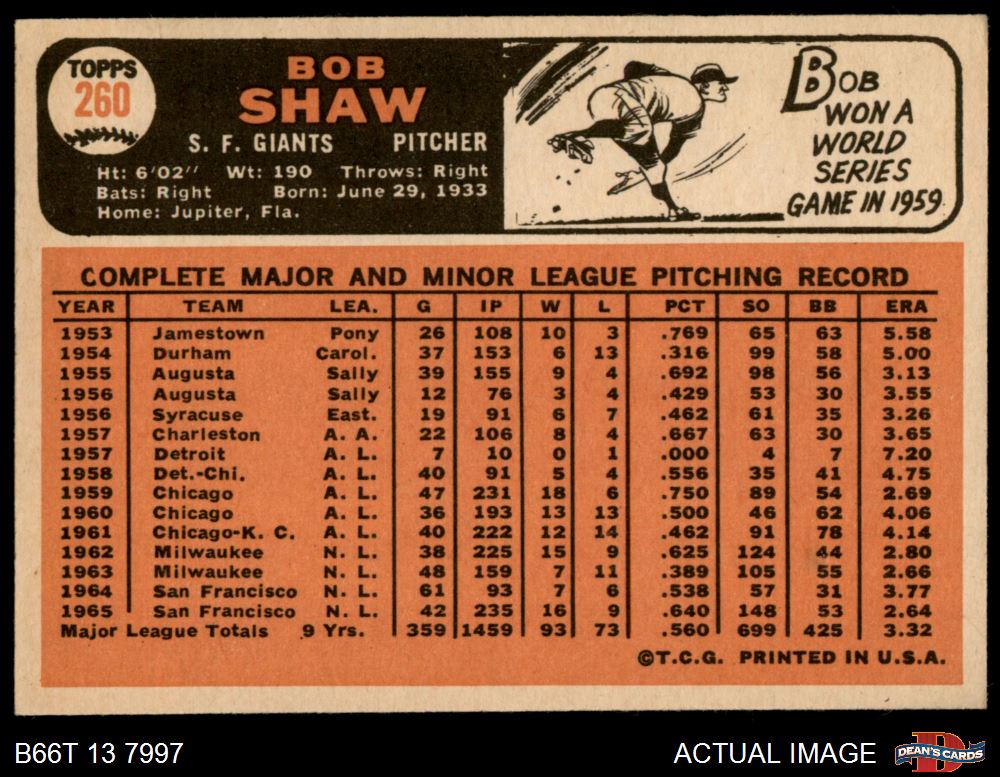 TOPPS
260
BOB
SHAW
S. F. GIANTS PITCHER
Ht: 6'02" Wt: 190 Throws: Right
Bats: Right Born: June 29, 1933
Home: Jupiter, Fla.
BOB
WON A
WORLD
SERIES
GAME IN 1959
COMPLETE MAJOR AND MINOR LEAGUE PITCHING RECORD
YEAR TEAM LEA. G IP W L PCT SO BB ERA
1953 Jamestown Pony 26 108 10 3 .769 65 63 5.58
1954 Durham Carol. 37 153 6 13 .316 99 58 5.00
1955 Augusta Sally 39 155 9 4 .692 98 56 3.13
1956 Augusta Sally 12 76 3 4 .429 53 30 3.55
1956 Syracuse East. 19 91 6 7 .462 61 35 3.26
1957 Charleston A. A. 22 106 8 4 .667 63 30 3.65
1957 Detroit A. L. 7 10 0 1 .000 4 7 7.20
1958 Det.-Chi. A. L. 40 91 5 4 .556 35 41 4.75
1959 Chicago A. L. 47 231 18 6 .750 89 54 2.69
1960 Chicago A. L. 36 193 13 13 .500 46 62 4.06
1961 Chicago-K. C. A. L. 40 222 12 14 .462 91 78 4.14
1962 Milwaukee N. L. 38 225 15 9 .625 124 44 2.80
1963 Milwaukee N. L. 48 159 7 11 .389 105 55 2.66
1964 San Francisco N. L. 61 93 7 6 .538 57 31 3.77
1965 San Francisco N. L. 42 235 16 9 .640 148 53 2.64
Major League Totals 9 Yrs. 359 1459 93 73 .560 699 425 3.32
©T.C.G. PRINTED IN U.S.A.
B66T 13 7997
ACTUAL IMAGE
DEAN'S CARDS